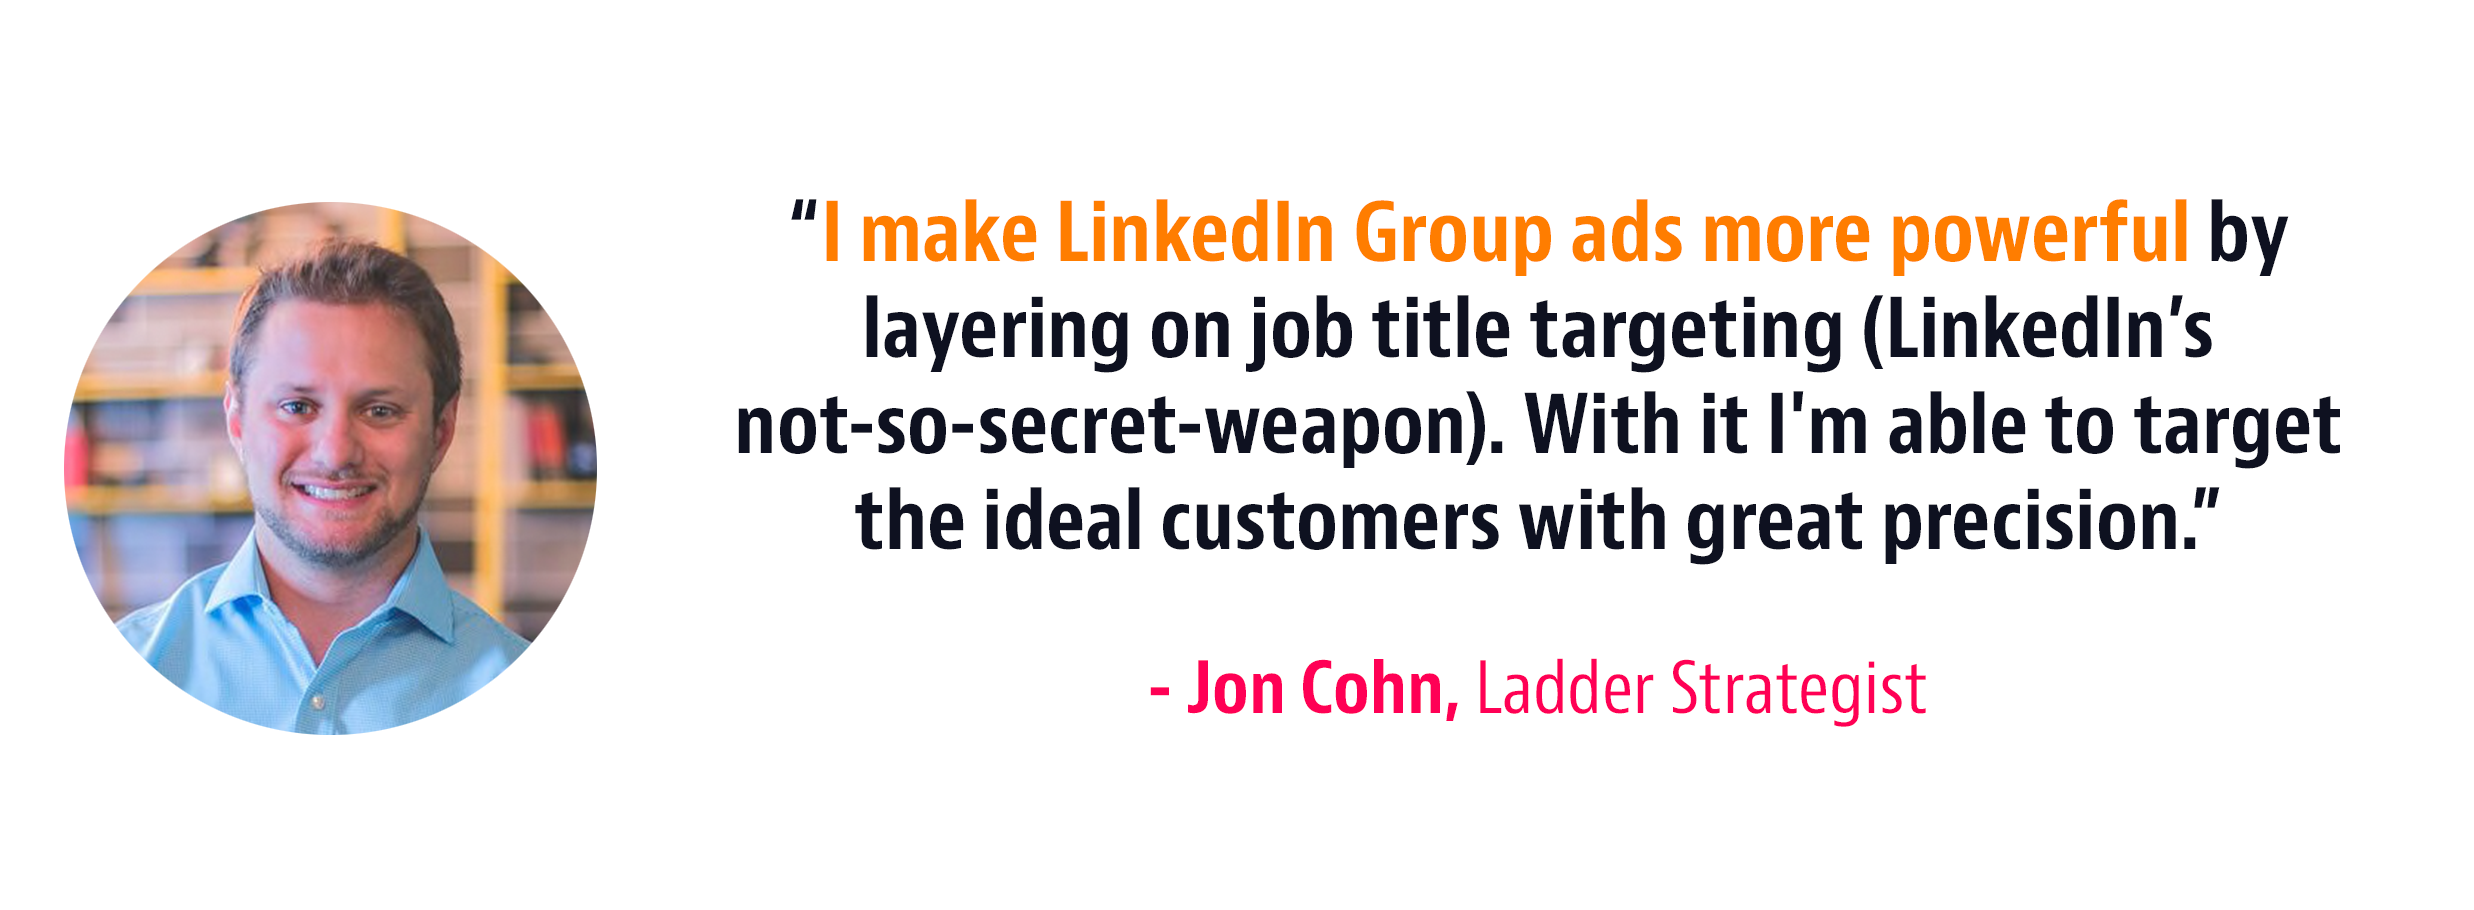 “I make LinkedIn Group ads more powerful by
layering on job title targeting (LinkedIn’s
not-so-secret-weapon). With it I'm able to target
the ideal customers with great precision.”
- Jon Cohn, Ladder Strategist